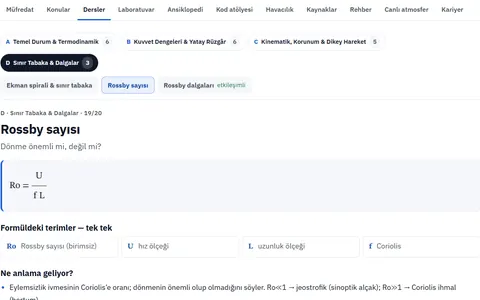 Müfredat Konular Dersler Laboratuvar Ansiklopedi Kod atölyesi Havacılık Kaynaklar Rehber Canlı atmosfer Kariyer
A Temel Durum & Termodinamik 6 B Kuvvet Dengeleri & Yatay Rüzgâr 6 C Kinematik, Korunum & Dikey Hareket 5
D Sınır Tabaka & Dalgalar 3
Ekman spirali & sınır tabaka Rossby sayısı Rossby dalgaları etkileşimli
D · Sınır Tabaka & Dalgalar · 19/20
Rossby sayısı
Dönme önemli mi, değil mi?
Ro = U / f L
Formüldeki terimler — tek tek
Ro Rossby sayısı (birimsiz) U hız ölçeği L uzunluk ölçeği f Coriolis
Ne anlama geliyor?
• Eylemsizlik ivmesinin Coriolis'e oranı; dönmenin önemli olup olmadığını söyler. Ro≪1 → jeostrofik (sinoptik alçak); Ro≫1 → Coriolis ihmal
(hortum).